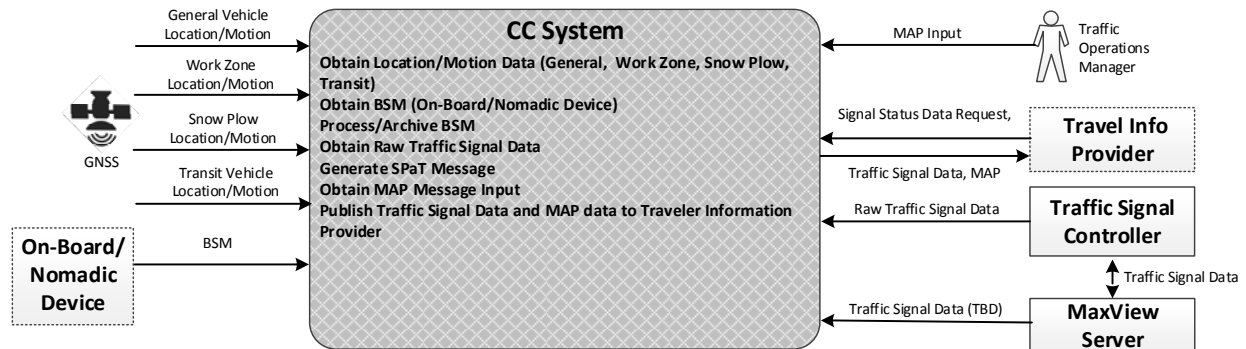 General Vehicle
Location/Motion
Work Zone
Location/Motion
Snow Plow
Location/Motion
GNSS
Transit Vehicle
Location/Motion
On-Board/
Nomadic
Device
BSM
CC System
Obtain Location/Motion Data (General, Work Zone, Snow Plow,
Transit)
Obtain BSM (On-Board/Nomadic Device)
Process/Archive BSM
Obtain Raw Traffic Signal Data
Generate SPaT Message
Obtain MAP Message Input
Publish Traffic Signal Data and MAP data to Traveler Information
Provider
MAP Input
Traffic
Operations
Manager
Signal Status Data Request,
Travel Info
Provider
Traffic Signal Data, MAP
Raw Traffic Signal Data
Traffic Signal
Controller
Traffic Signal Data
Traffic Signal Data (TBD)
MaxView
Server